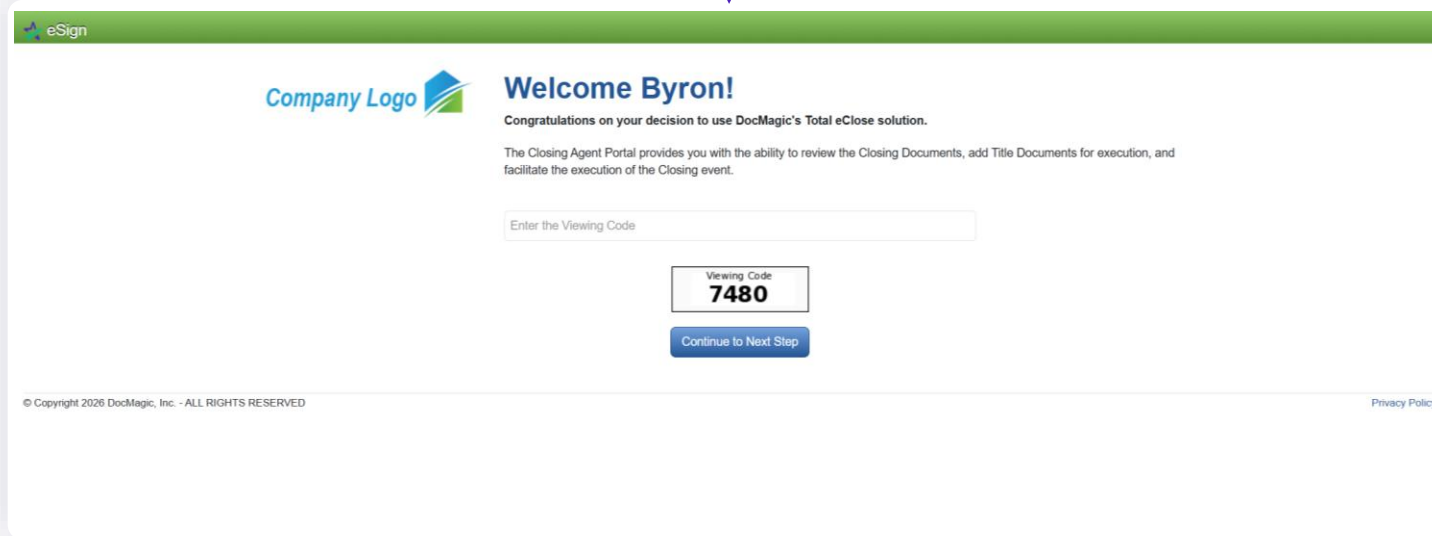 eSign
Company Logo
Welcome Byron!
Congratulations on your decision to use DocMagic's Total eClose solution.
The Closing Agent Portal provides you with the ability to review the Closing Documents, add Title Documents for execution, and
facilitate the execution of the Closing event.
Enter the Viewing Code
Viewing Code
7480
Continue to Next Step
© Copyright 2026 DocMagic, Inc. - ALL RIGHTS RESERVED
Privacy Policy